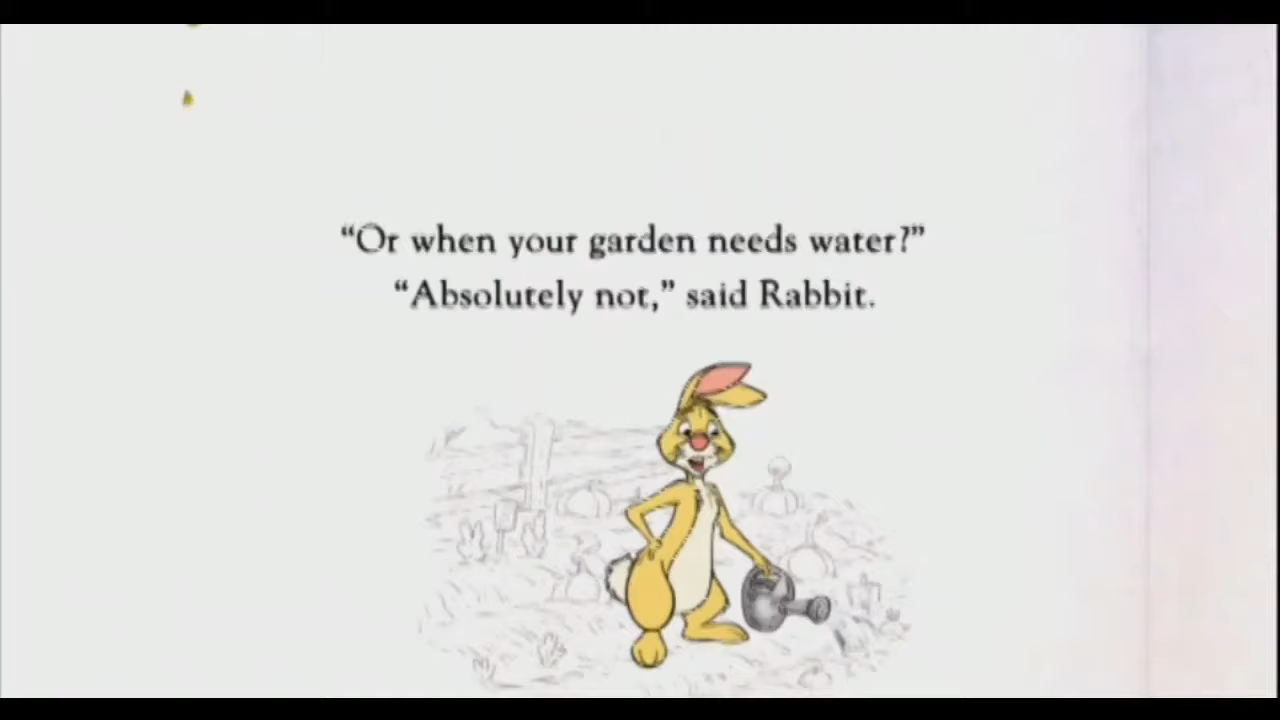 “Or when your garden needs water?”
“Absolutely not,” said Rabbit.